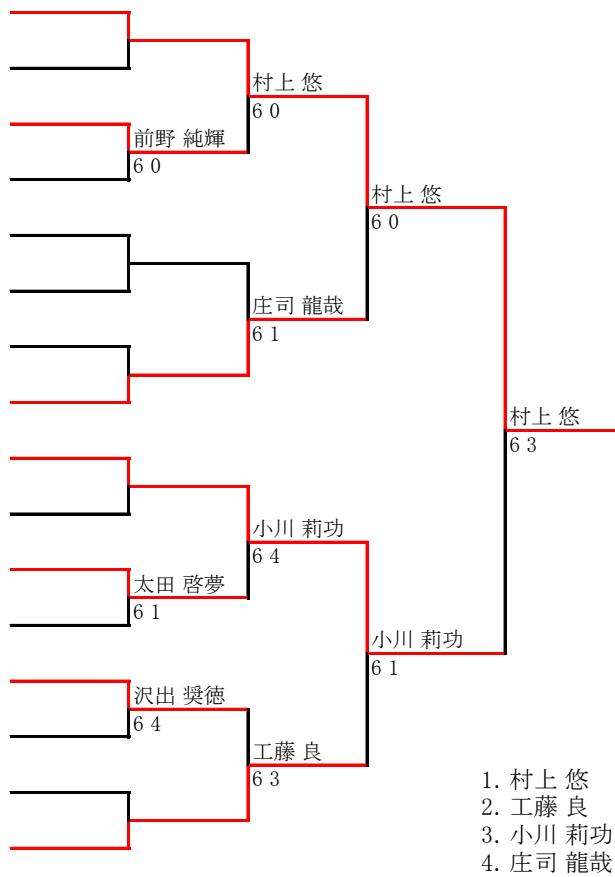 村上 悠
6 0
前野 純輝
6 0
村上 悠
6 0
庄司 龍哉
6 1
村上 悠
6 3
小川 莉功
6 4
太田 啓夢
6 1
小川 莉功
6 1
沢出 奨徳
6 4
工藤 良
6 3
1. 村上 悠
2. 工藤 良
3. 小川 莉功
4. 庄司 龍哉